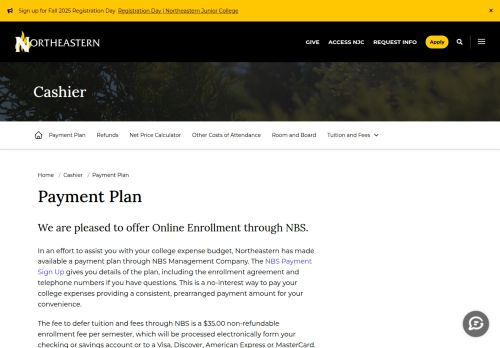 Sign up for Fall 2025 Registration Day Registration Day | Northeastern Junior College ×
NORTHEASTERN GIVE ACCESS NJC REQUEST INFO Apply
Cashier
Payment Plan Refunds Net Price Calculator Other Costs of Attendance Room and Board Tuition and Fees
Home / Cashier / Payment Plan
Payment Plan
We are pleased to offer Online Enrollment through NBS.
In an effort to assist you with your college expense budget, Northeastern has made
available a payment plan through NBS Management Company. The NBS Payment
Sign Up gives you details of the plan, including the enrollment agreement and
telephone numbers if you have questions. This is a no-interest way to pay your
college expenses providing a consistent, prearranged payment amount for your
convenience.
The fee to defer tuition and fees through NBS is a $35.00 non-refundable
enrollment fee per semester, which will be processed electronically form your
checking or savings account or to a Visa, Discover, American Express or MasterCard.